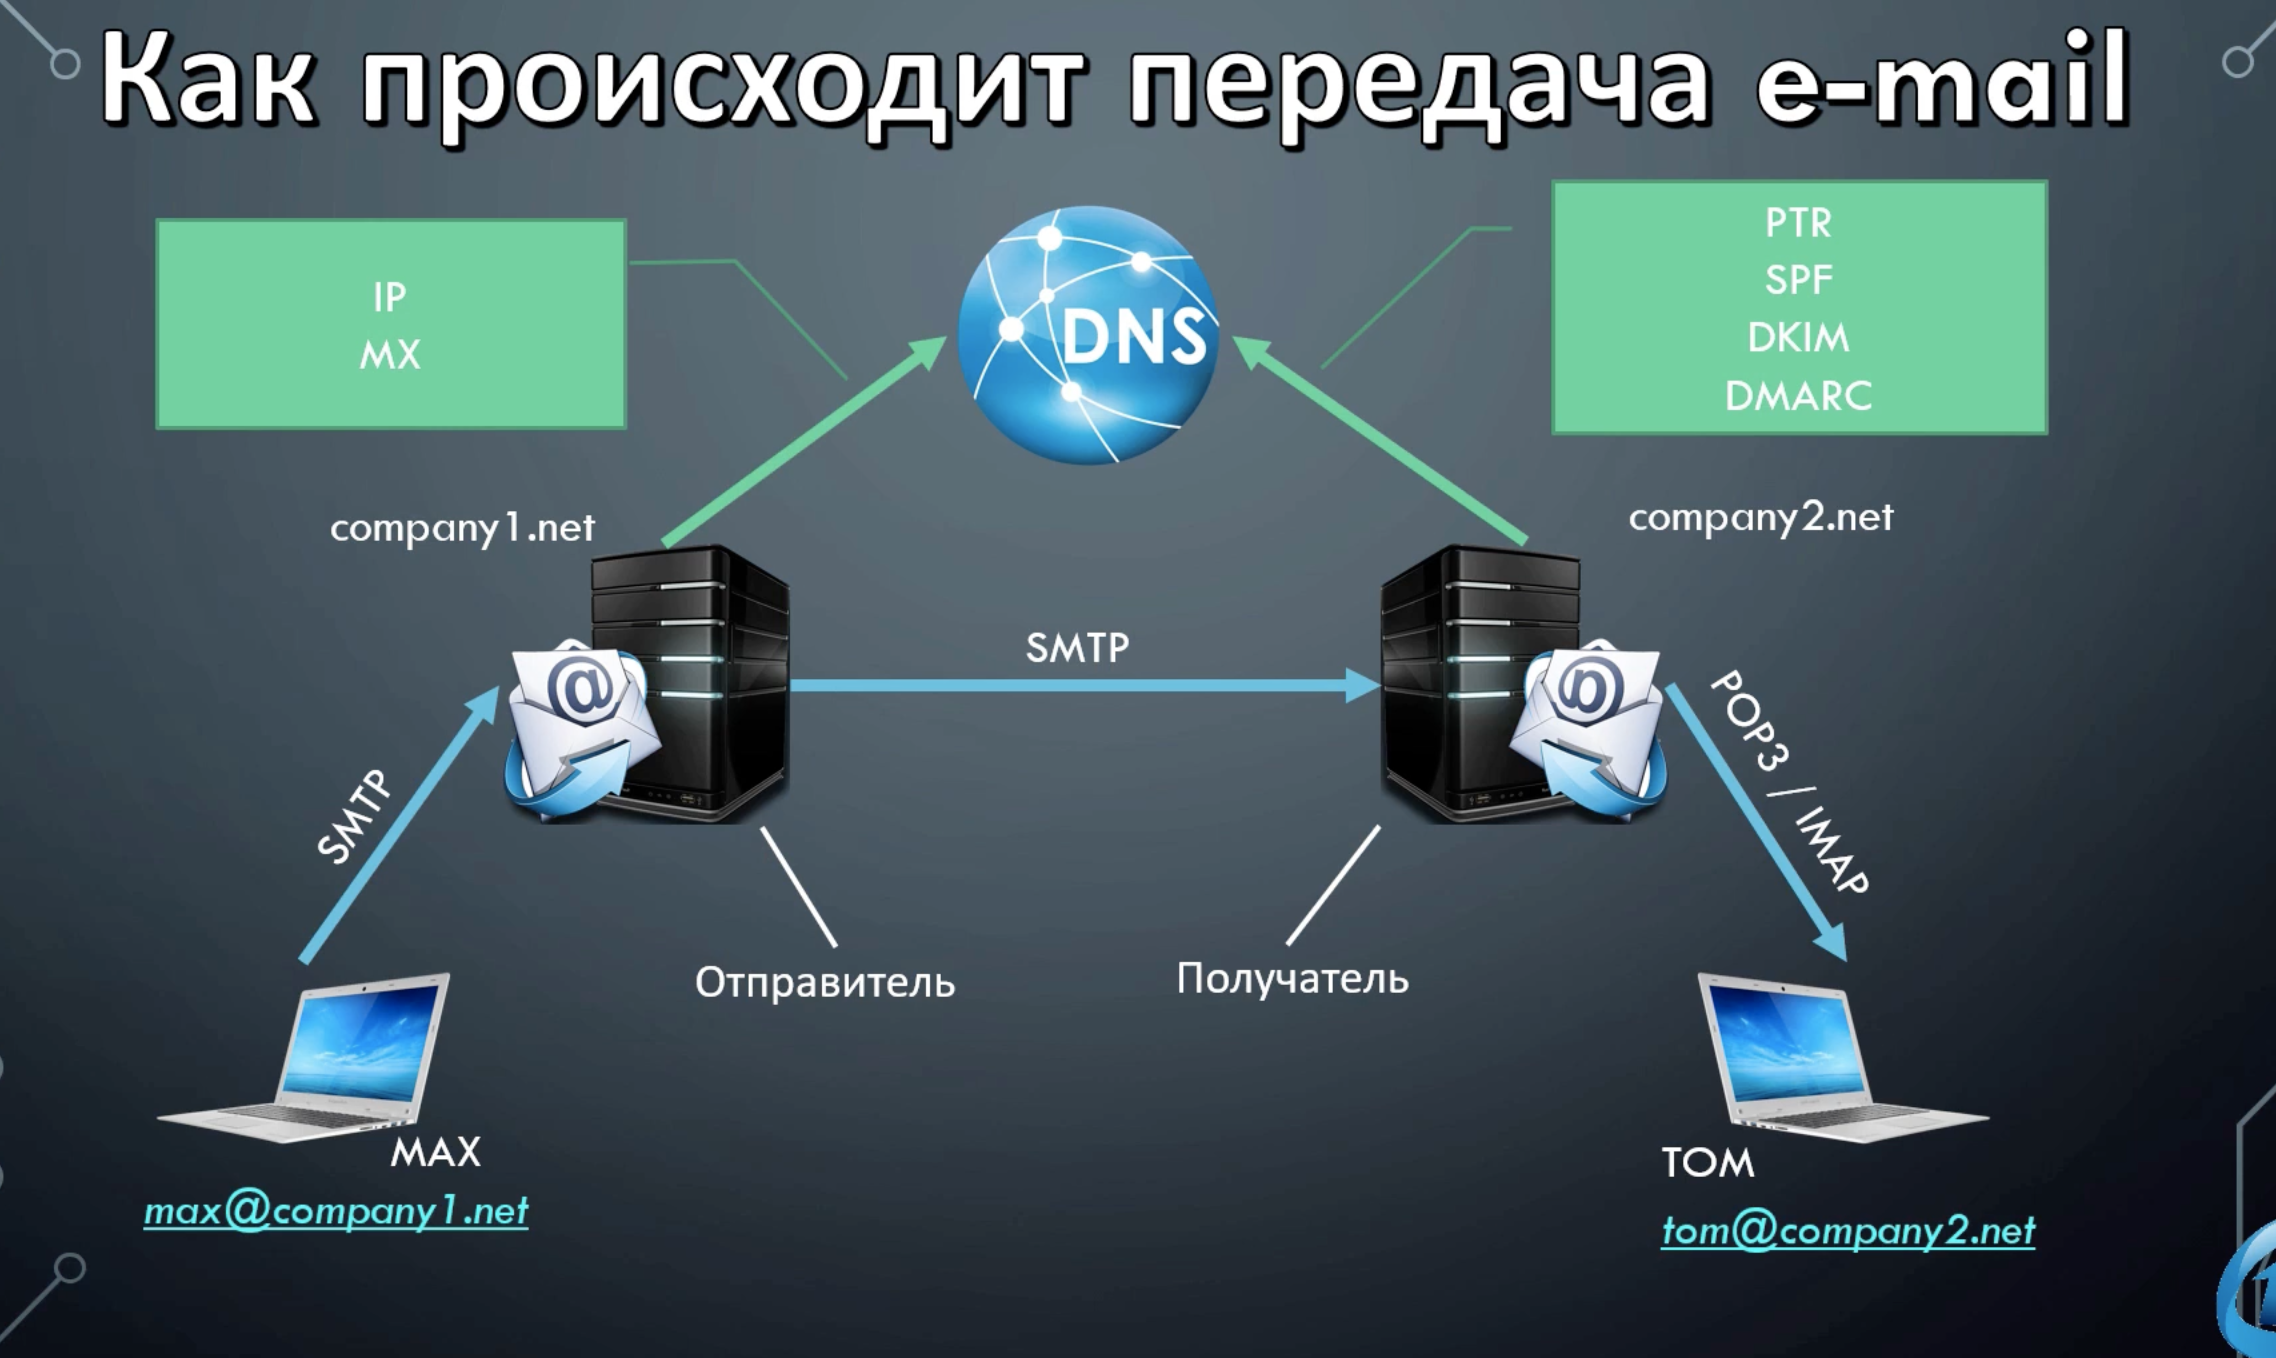 Как происходит передача e-mail
IP
MX
DNS
PTR
SPF
DKIM
DMARC
company1.net
company2.net
SMTP
SMTP
POP3 / IMAP
Отправитель
Получатель
MAX
max@company1.net
TOM
tom@company2.net